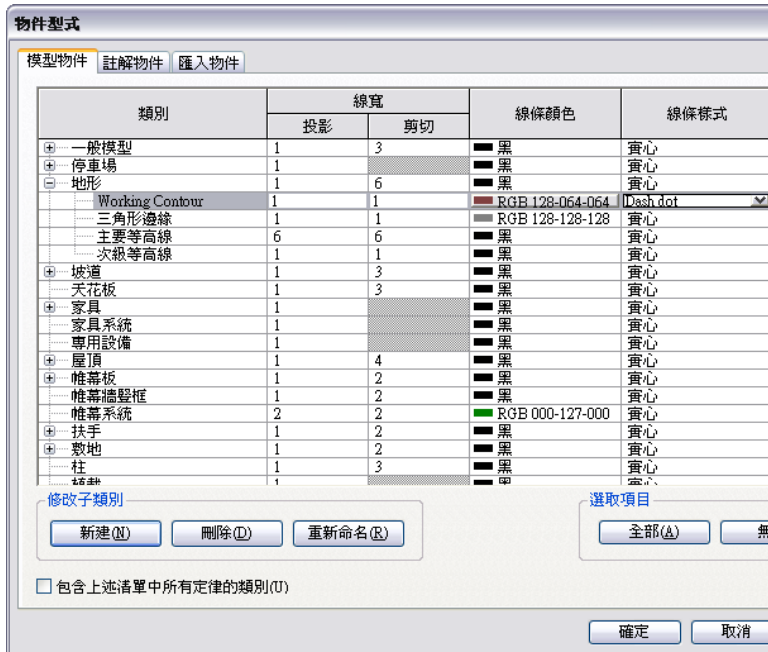 物件型式
模型物件 註解物件 匯入物件
類別 線寬 線條顏色 線條樣式
投影 剪切
一般模型 1 3 黑 實心
停車場 1 黑 實心
地形 1 6 黑 實心
Working Contour 1 1 RGB 128-064-064 Dash dot
三角形邊緣 1 1 RGB 128-128-128 實心
主要等高線 6 6 黑 實心
次級等高線 1 1 黑 實心
坡道 1 3 黑 實心
天花板 1 3 黑 實心
家具 1 黑 實心
家具系統 1 黑 實心
專用設備 1 黑 實心
屋頂 1 4 黑 實心
帷幕板 1 2 黑 實心
帷幕牆豎框 1 2 黑 實心
帷幕系統 2 2 RGB 000-127-000 實心
扶手 1 2 黑 實心
敷地 1 2 黑 實心
柱 1 3 黑 實心
植栽 1 黑 實心
修改子類別 選取項目
新建(N) 刪除(D) 重新命名(R) 全部(A) 無
包含上述清單中所有定律的類別(U)
確定 取消